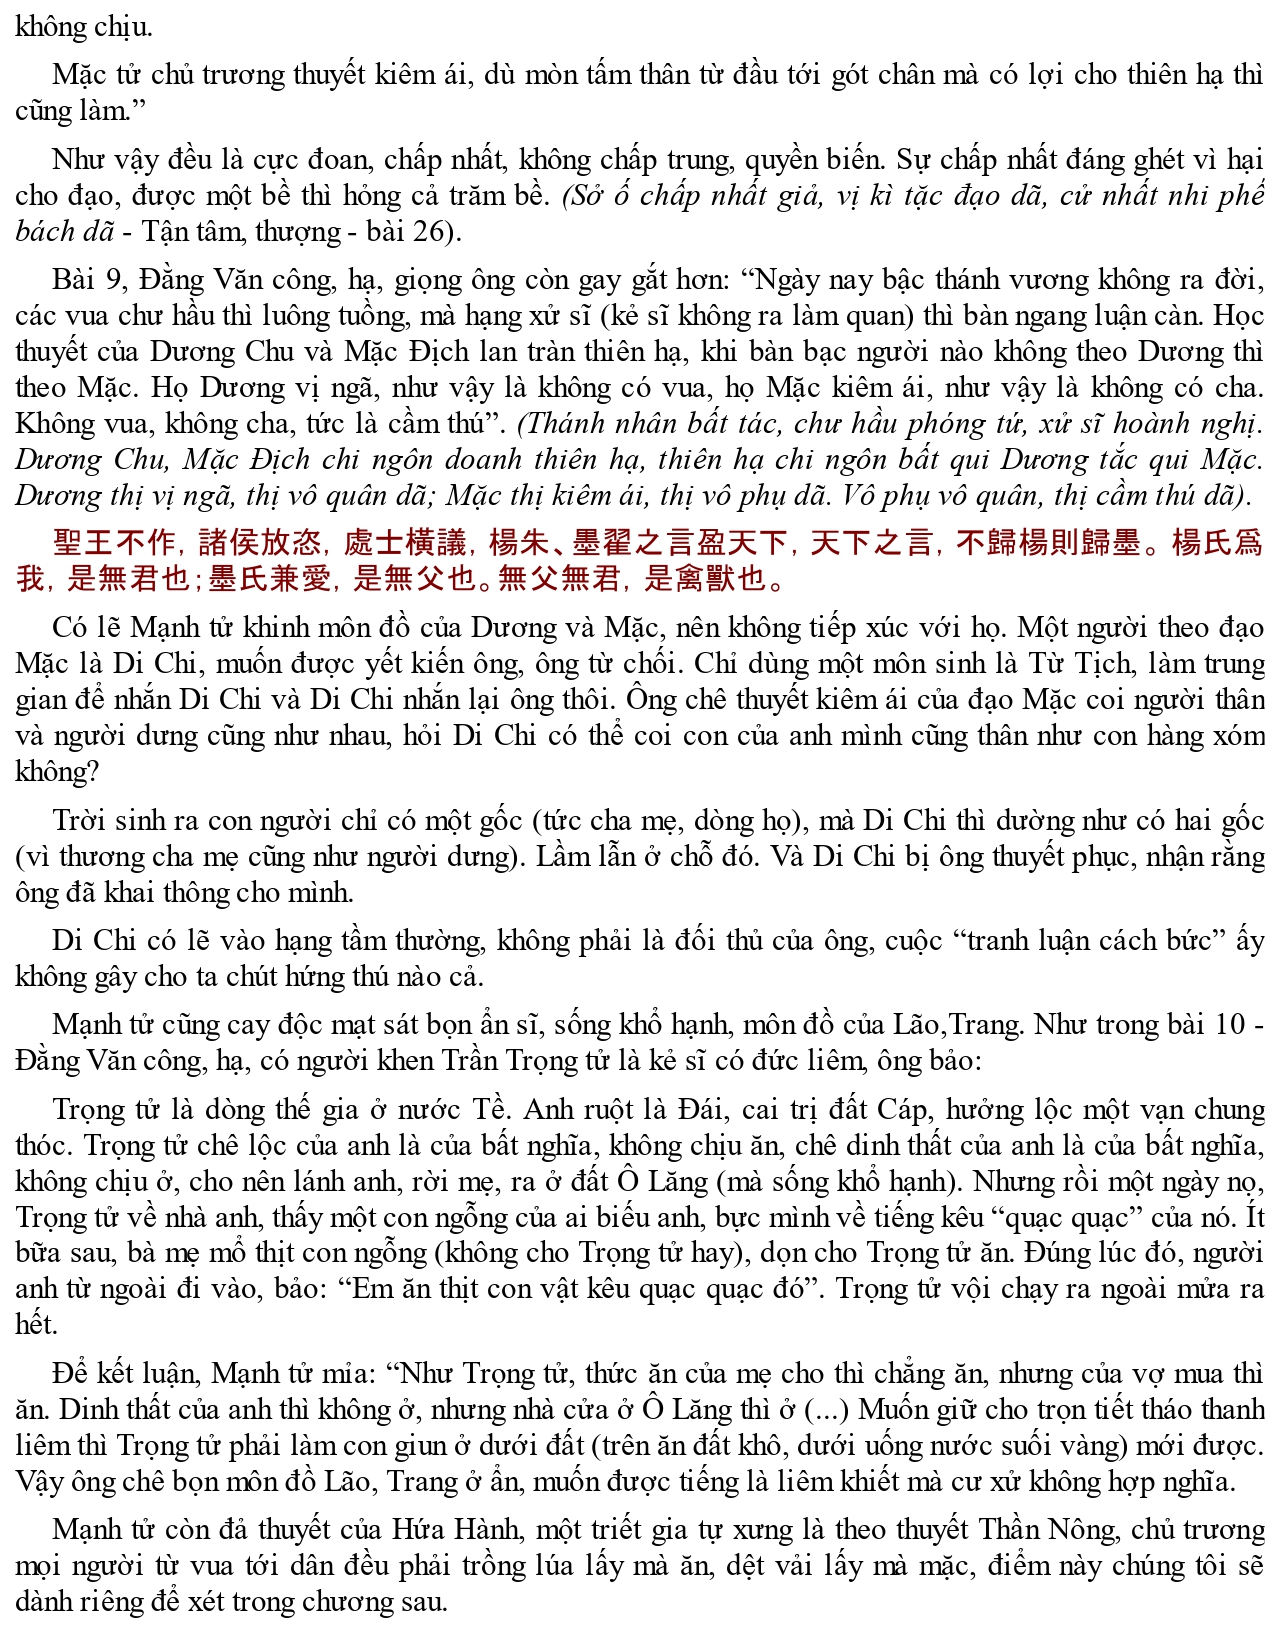 không chịu.
Mặc tử chủ trương thuyết kiêm ái, dù mòn tấm thân từ đầu tới gót chân mà có lợi cho thiên hạ thì
cũng làm.”
Như vậy đều là cực đoan, chấp nhất, không chấp trung, quyền biến. Sự chấp nhất đáng ghét vì hại
cho đạo, được một bề thì hỏng cả trăm bề. (Sở ố chấp nhất giả, vị kì tặc đạo dã, cử nhất nhi phế
bách dã - Tận tâm, thượng - bài 26).
Bài 9, Đằng Văn công, hạ, giọng ông còn gay gắt hơn: “Ngày nay bậc thánh vương không ra đời,
các vua chư hầu thì luông tuồng, mà hạng xử sĩ (kẻ sĩ không ra làm quan) thì bàn ngang luận càn. Học
thuyết của Dương Chu và Mặc Địch lan tràn thiên hạ, khi bàn bạc người nào không theo Dương thì
theo Mặc. Họ Dương vị ngã, như vậy là không có vua, họ Mặc kiêm ái, như vậy là không có cha.
Không vua, không cha, tức là cầm thú”. (Thánh nhân bất tác, chư hầu phóng tứ, xử sĩ hoành nghị.
Dương Chu, Mặc Địch chi ngôn doanh thiên hạ, thiên hạ chi ngôn bất qui Dương tắc qui Mặc.
Dương thị vị ngã, thị vô quân dã; Mặc thị kiêm ái, thị vô phụ dã. Vô phụ vô quân, thị cầm thú dã).
聖王不作, 諸侯放恣, 處士橫議, 楊朱、墨翟之言盈天下, 天下之言, 不歸楊則歸墨。楊氏爲
我, 是無君也;墨氏兼愛, 是無父也。無父無君, 是禽獸也。
Có lẽ Mạnh tử khinh môn đồ của Dương và Mặc, nên không tiếp xúc với họ. Một người theo đạo
Mặc là Di Chi, muốn được yết kiến ông, ông từ chối. Chỉ dùng một môn sinh là Từ Tịch, làm trung
gian để nhắn Di Chi và Di Chi nhắn lại ông thôi. Ông chê thuyết kiêm ái của đạo Mặc coi người thân
và người dưng cũng như nhau, hỏi Di Chi có thể coi con của anh mình cũng thân như con hàng xóm
không?
Trời sinh ra con người chỉ có một gốc (tức cha mẹ, dòng họ), mà Di Chi thì dường như có hai gốc
(vì thương cha mẹ cũng như người dưng). Lầm lẫn ở chỗ đó. Và Di Chi bị ông thuyết phục, nhận rằng
ông đã khai thông cho mình.
Di Chi có lẽ vào hạng tầm thường, không phải là đối thủ của ông, cuộc “tranh luận cách bức” ấy
không gây cho ta chút hứng thú nào cả.
Mạnh tử cũng cay độc mạt sát bọn ẩn sĩ, sống khổ hạnh, môn đồ của Lão,Trang. Như trong bài 10 -
Đằng Văn công, hạ, có người khen Trần Trọng tử là kẻ sĩ có đức liêm, ông bảo:
Trọng tử là dòng thế gia ở nước Tề. Anh ruột là Đái, cai trị đất Cáp, hưởng lộc một vạn chung
thóc. Trọng tử chê lộc của anh là của bất nghĩa, không chịu ăn, chê dinh thất của anh là của bất nghĩa,
không chịu ở, cho nên lánh anh, rời mẹ, ra ở đất Ô Lăng (mà sống khổ hạnh). Nhưng rồi một ngày nọ,
Trọng tử về nhà anh, thấy một con ngỗng của ai biếu anh, bực mình về tiếng kêu “quạc quạc” của nó. Ít
bữa sau, bà mẹ mổ thịt con ngỗng (không cho Trọng tử hay), dọn cho Trọng tử ăn. Đúng lúc đó, người
anh từ ngoài đi vào, bảo: “Em ăn thịt con vật kêu quạc quạc đó”. Trọng tử vội chạy ra ngoài mửa ra
hết.
Để kết luận, Mạnh tử mỉa: “Như Trọng tử, thức ăn của mẹ cho thì chẳng ăn, nhưng của vợ mua thì
ăn. Dinh thất của anh thì không ở, nhưng nhà cửa ở Ô Lăng thì ở (...) Muốn giữ cho trọn tiết tháo thanh
liêm thì Trọng tử phải làm con giun ở dưới đất (trên ăn đất khô, dưới uống nước suối vàng) mới được.
Vậy ông chê bọn môn đồ Lão, Trang ở ẩn, muốn được tiếng là liêm khiết mà cư xử không hợp nghĩa.
Mạnh tử còn đả thuyết của Hứa Hành, một triết gia tự xưng là theo thuyết Thần Nông, chủ trương
mọi người từ vua tới dân đều phải trồng lúa lấy mà ăn, dệt vải lấy mà mặc, điểm này chúng tôi sẽ
dành riêng để xét trong chương sau.